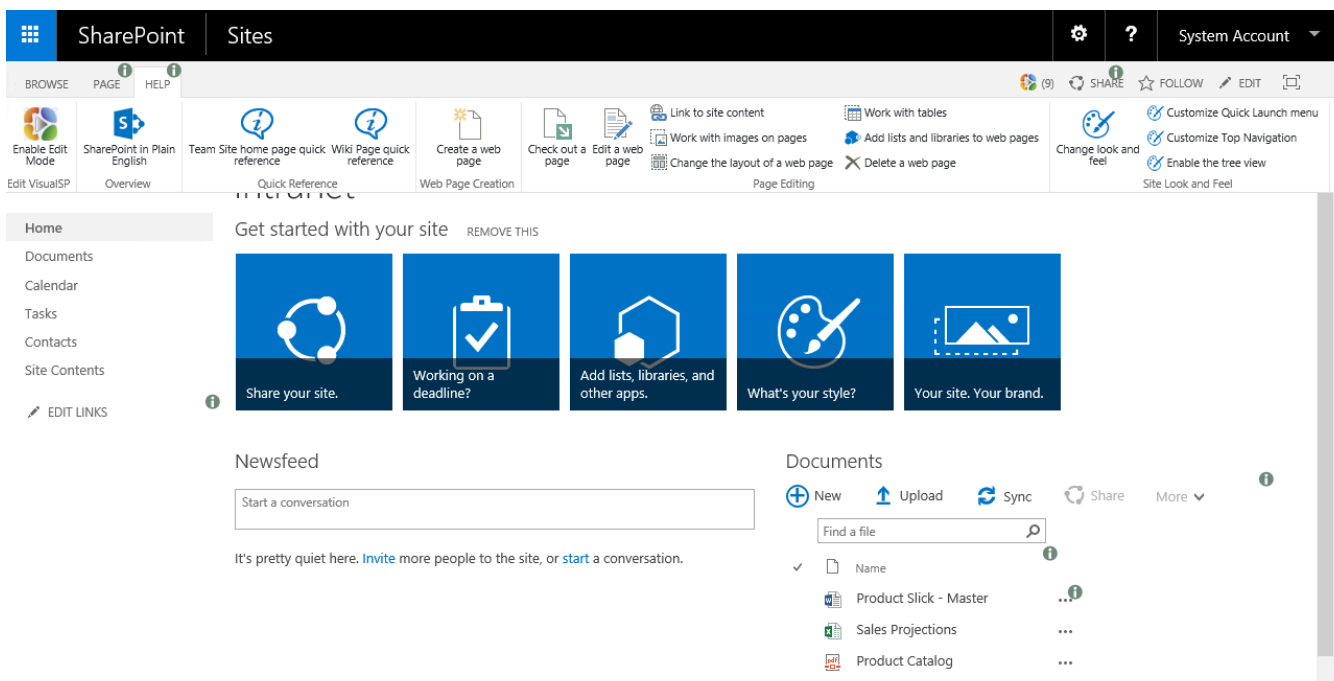 SharePoint Sites ? System Account
BROWSE PAGE HELP (9) SHARE FOLLOW EDIT
Enable Edit Mode
Edit VisualSP
SharePoint in Plain English
Overview
Team Site home page quick reference
Wiki Page quick reference
Quick Reference
Create a web page
Web Page Creation
Check out a page
Edit a web page
Link to site content
Work with images on pages
Change the layout of a web page
Work with tables
Add lists and libraries to web pages
Delete a web page
Page Editing
Change look and feel
Customize Quick Launch menu
Customize Top Navigation
Enable the tree view
Site Look and Feel
Intranet
Home
Documents
Calendar
Tasks
Contacts
Site Contents
EDIT LINKS
Get started with your site REMOVE THIS
Share your site.
Working on a deadline?
Add lists, libraries, and other apps.
What's your style?
Your site. Your brand.
Newsfeed
Start a conversation
It's pretty quiet here. Invite more people to the site, or start a conversation.
Documents
New Upload Sync Share More
Find a file
Name
Product Slick - Master ...
Sales Projections ...
Product Catalog ...